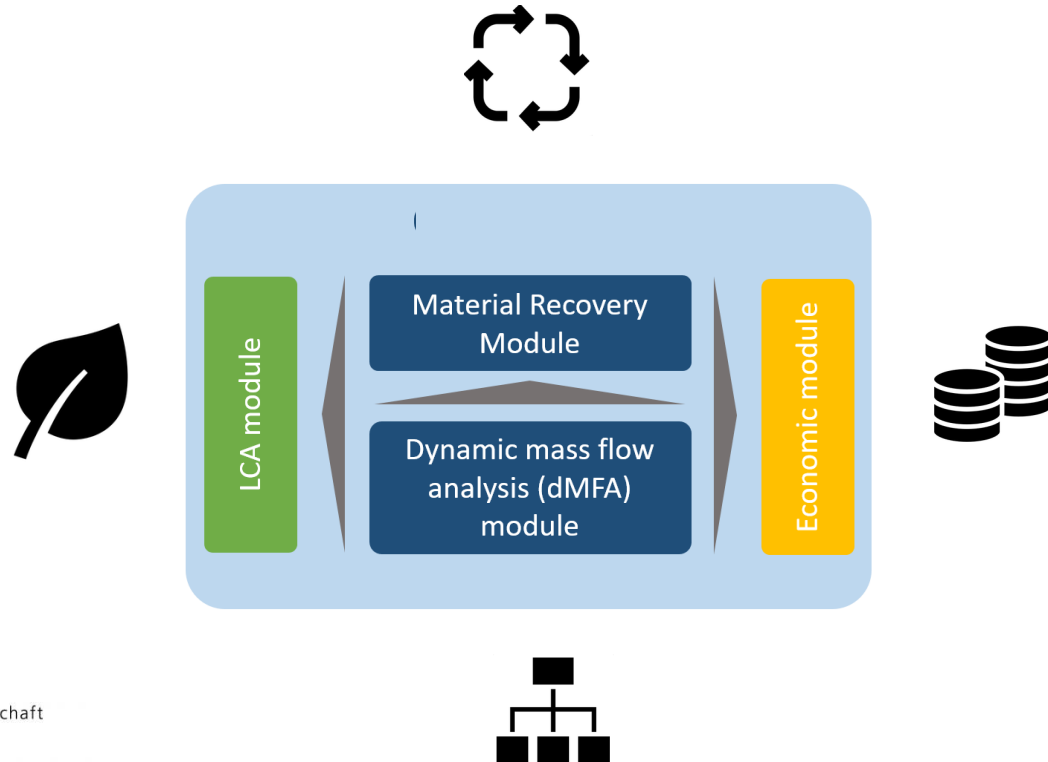 Material Recovery
Module
LCA module
Economic module
Dynamic mass flow
analysis (dMFA)
module
chaft